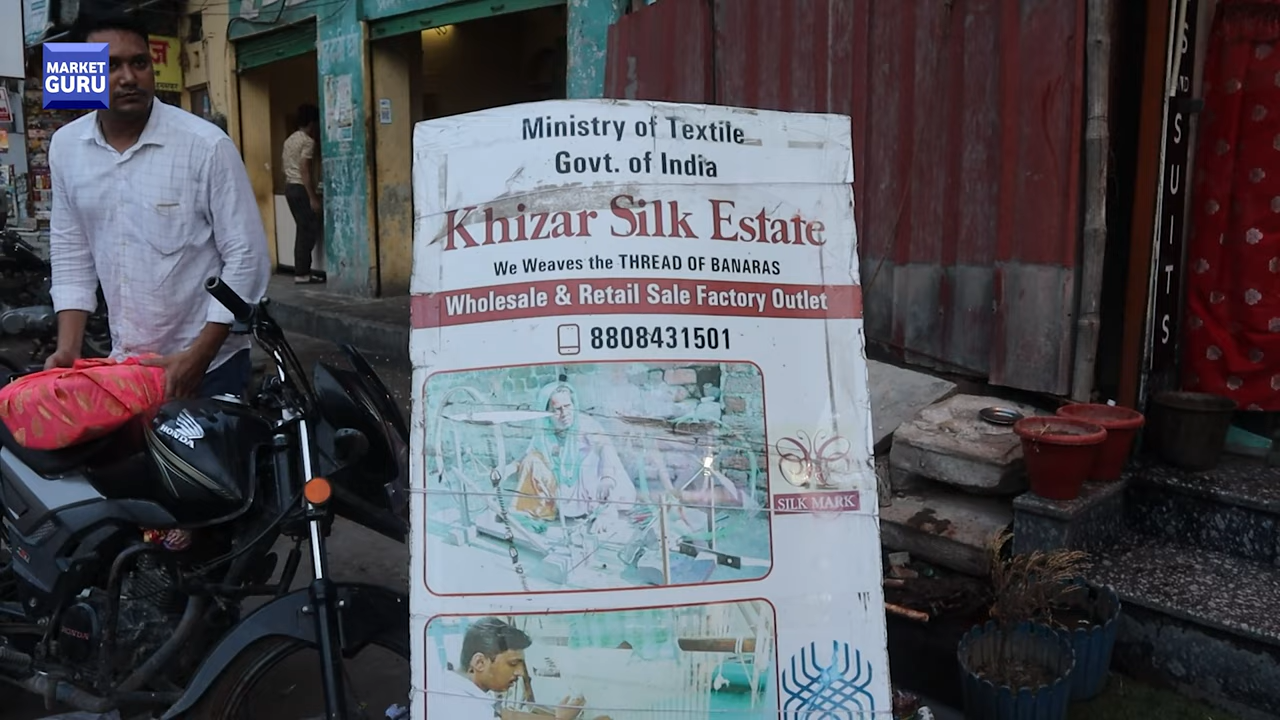 MARKET
GURU
Ministry of Textile
Govt. of India
Khizar Silk Estate
We Weaves the THREAD OF BANARAS
Wholesale & Retail Sale Factory Outlet
8808431501
SILK MARK
HONDA
HONDA
SUITS